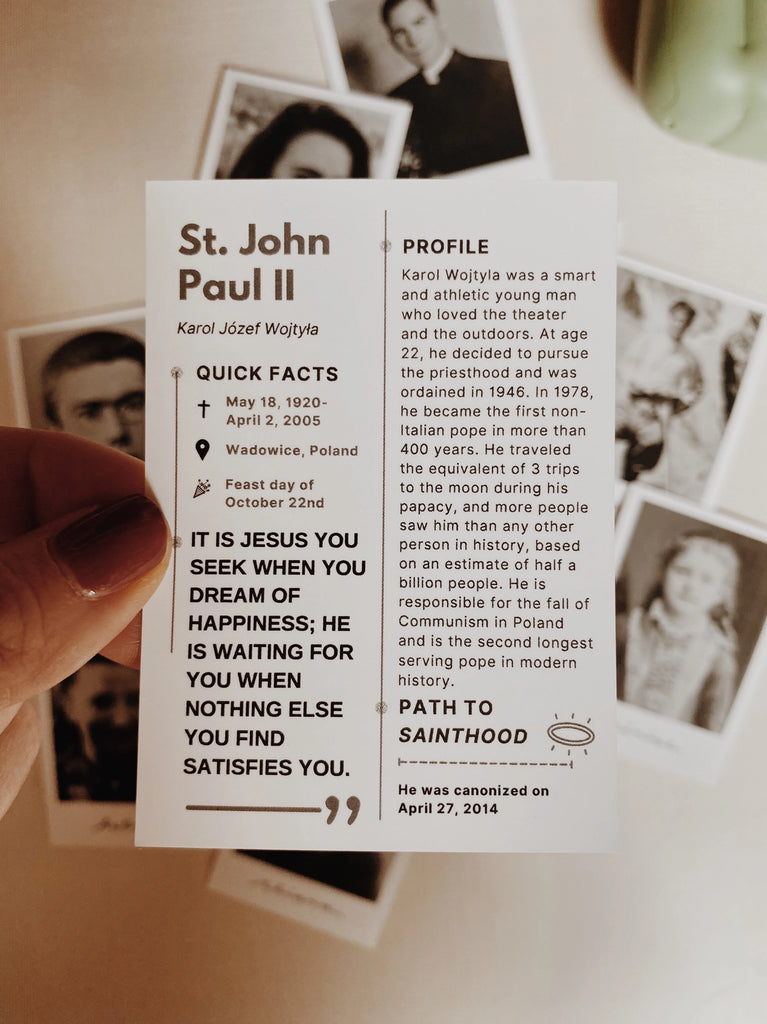 St. John
Paul II
Karol Józef Wojtyła
QUICK FACTS
May 18, 1920-
April 2, 2005
Wadowice, Poland
Feast day of
October 22nd
IT IS JESUS YOU
SEEK WHEN YOU
DREAM OF
HAPPINESS; HE
IS WAITING FOR
YOU WHEN
NOTHING ELSE
YOU FIND
SATISFIES YOU.
”
PROFILE
Karol Wojtyla was a smart
and athletic young man
who loved the theater
and the outdoors. At age
22, he decided to pursue
the priesthood and was
ordained in 1946. In 1978,
he became the first non-
Italian pope in more than
400 years. He traveled
the equivalent of 3 trips
to the moon during his
papacy, and more people
saw him than any other
person in history, based
on an estimate of half a
billion people. He is
responsible for the fall of
Communism in Poland
and is the second longest
serving pope in modern
history.
PATH TO
SAINTHOOD
He was canonized on
April 27, 2014